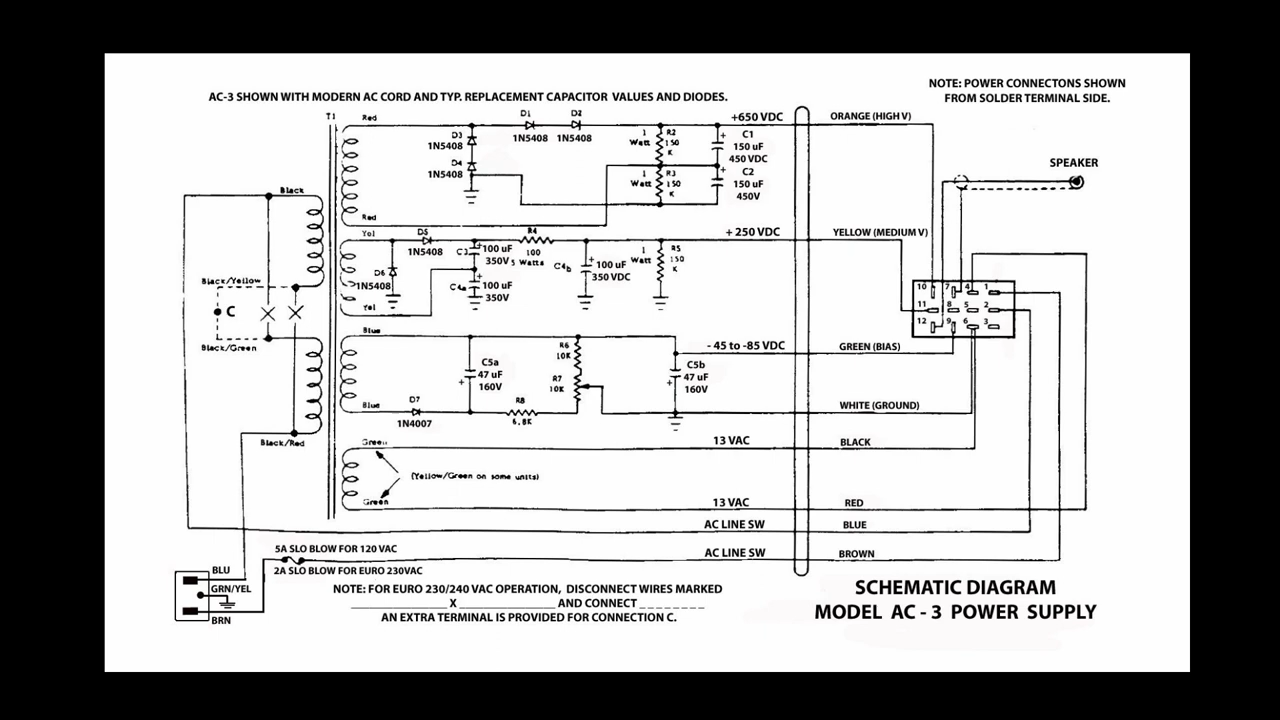 NOTE: POWER CONNECTONS SHOWN
FROM SOLDER TERMINAL SIDE.
AC-3 SHOWN WITH MODERN AC CORD AND TYP. REPLACEMENT CAPACITOR VALUES AND DIODES.
T1
Red
D1
1N5408
D2
1N5408
D3
1N5408
D4
1N5408
1
Watt
R2
150
K
1
Watt
R3
150
K
+
C1
150 uF
450 VDC
+
C2
150 uF
450V
+650 VDC
ORANGE (HIGH V)
SPEAKER
Red
Black
Yel
D5
1N5408
D6
1N5408
C3
+
100 uF
350V
R4
100
5 Watts
C4a
+
100 uF
350V
C4b
+
100 uF
350 VDC
1
Watt
R5
150
K
+ 250 VDC
YELLOW (MEDIUM V)
Yel
Black/Yellow
C
Black/Green
10
7
4
1
11
8
5
2
12
9
6
3
Blue
C5a
47 uF
160V
+
R6
10K
R7
10K
C5b
47 uF
160V
+
- 45 to -85 VDC
GREEN (BIAS)
Blue
D7
1N4007
R8
6.8K
WHITE (GROUND)
Black/Red
Green
13 VAC
BLACK
(Yellow/Green on some units)
Green
13 VAC
RED
AC LINE SW
BLUE
AC LINE SW
BROWN
5A SLO BLOW FOR 120 VAC
2A SLO BLOW FOR EURO 230VAC
BLU
GRN/YEL
BRN
NOTE: FOR EURO 230/240 VAC OPERATION, DISCONNECT WIRES MARKED
____________ X ____________ AND CONNECT _ _ _ _ _ _ _ _
AN EXTRA TERMINAL IS PROVIDED FOR CONNECTION C.
SCHEMATIC DIAGRAM
MODEL AC - 3 POWER SUPPLY